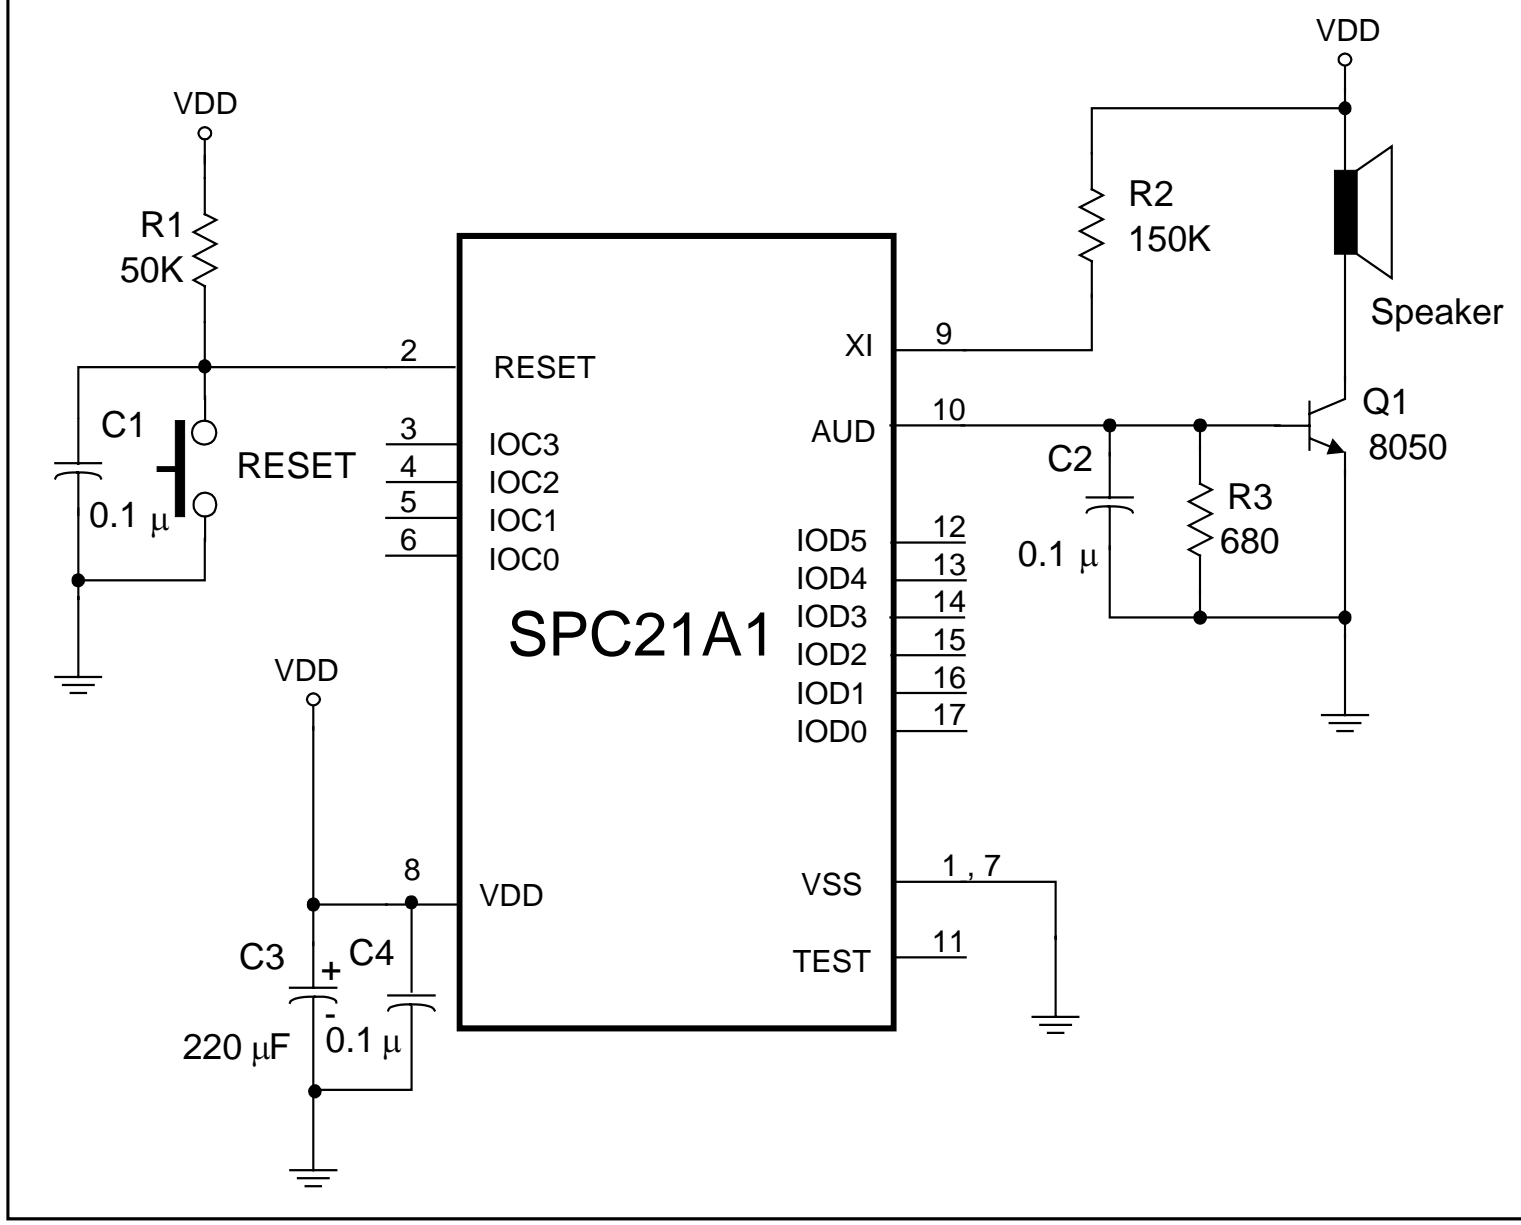 VDD
VDD
R1
50K
R2
150K
Speaker
2
RESET
XI
9
C1
0.1 μ
RESET
3
IOC3
4
IOC2
5
IOC1
6
IOC0
AUD
10
Q1
8050
C2
0.1 μ
R3
680
IOD5
12
IOD4
13
IOD3
14
IOD2
15
IOD1
16
IOD0
17
SPC21A1
VDD
8
VDD
VSS
1 , 7
TEST
11
C3
+
-
220 μF
C4
0.1 μ